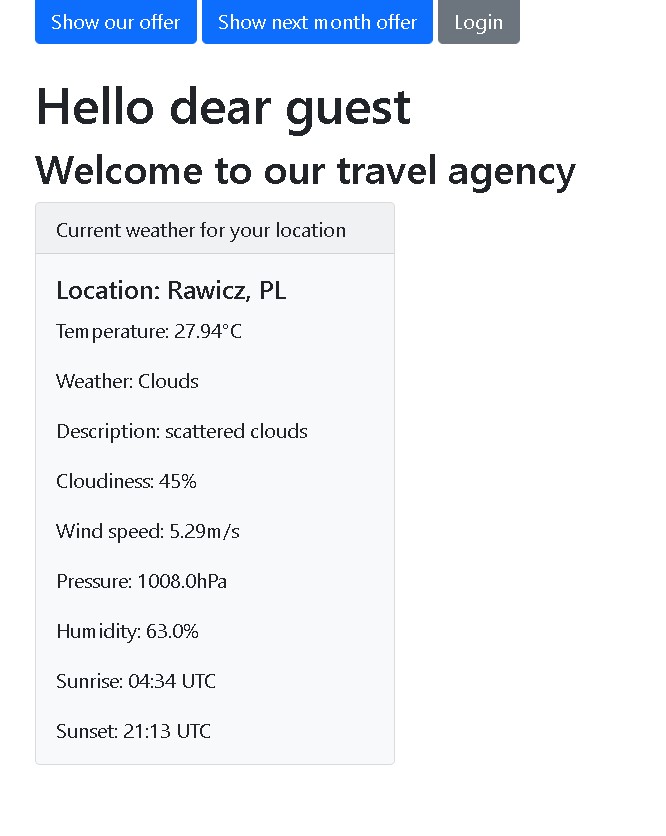 Show our offer Show next month offer Login
Hello dear guest
Welcome to our travel agency
Current weather for your location
Location: Rawicz, PL
Temperature: 27.94°C
Weather: Clouds
Description: scattered clouds
Cloudiness: 45%
Wind speed: 5.29m/s
Pressure: 1008.0hPa
Humidity: 63.0%
Sunrise: 04:34 UTC
Sunset: 21:13 UTC